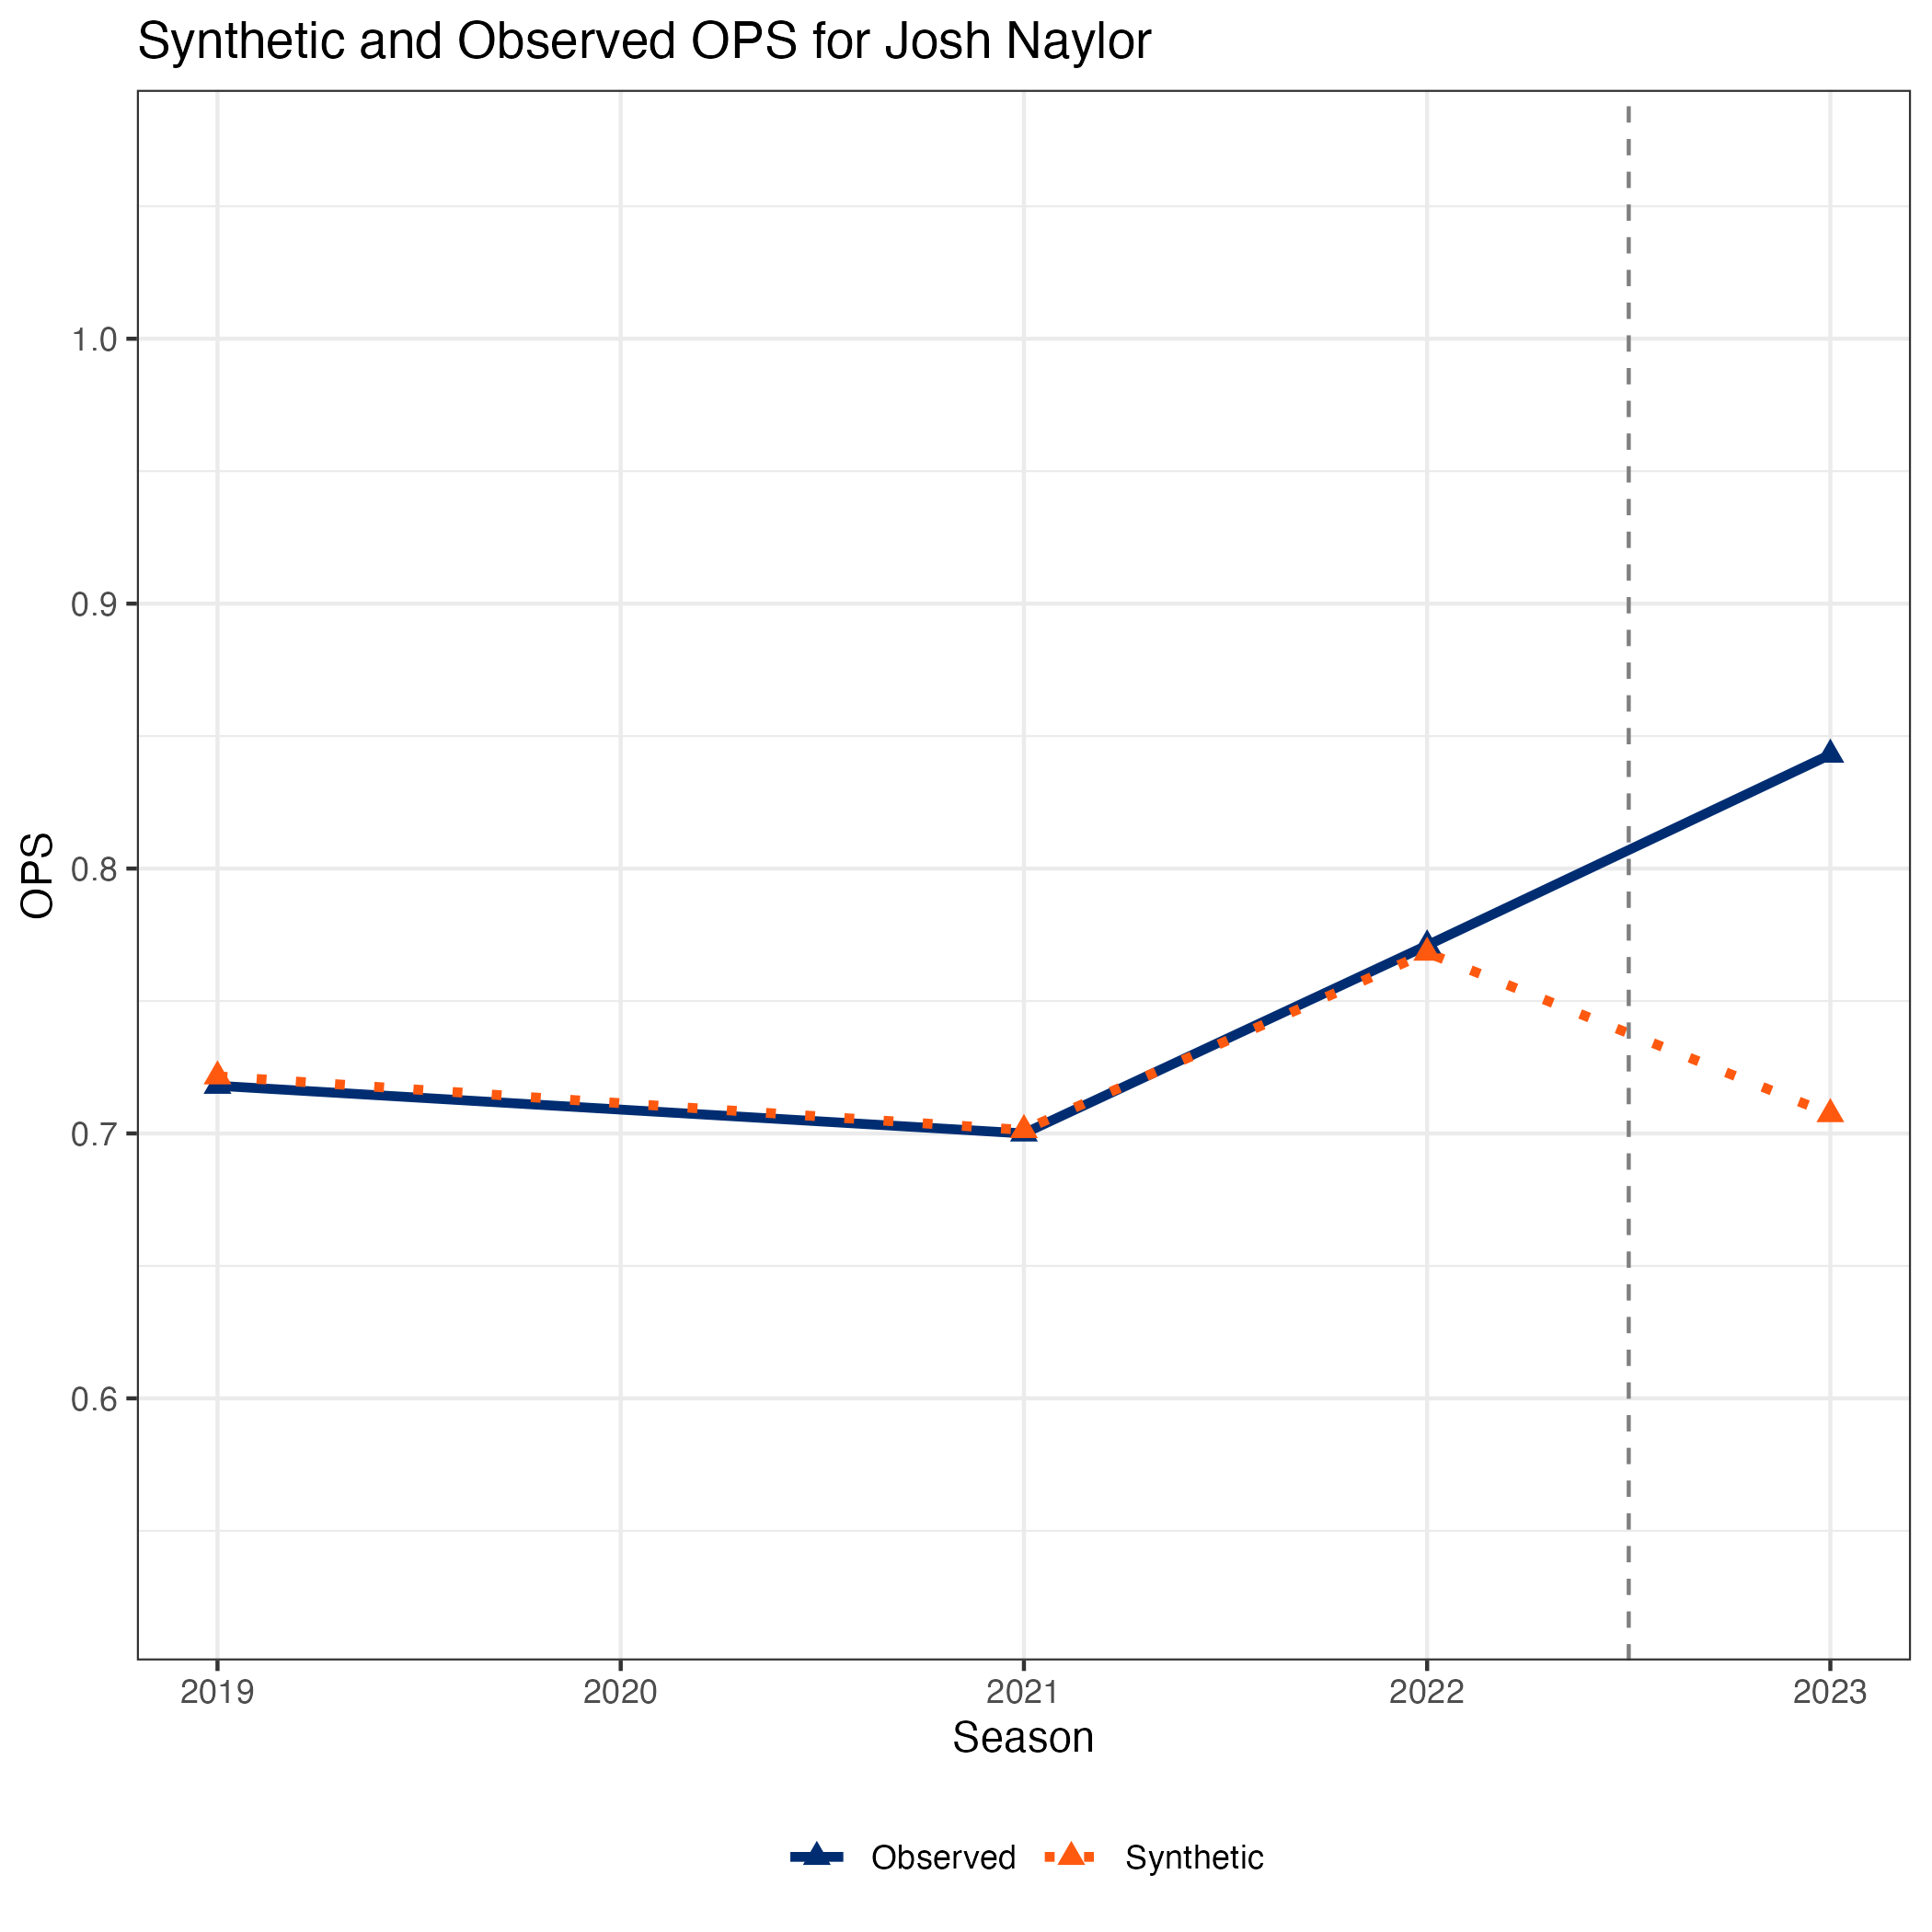 Synthetic and Observed OPS for Josh Naylor
1.0
0.9
0.8
0.7
0.6
OPS
2019 2020 2021 2022 2023
Season
Observed Synthetic